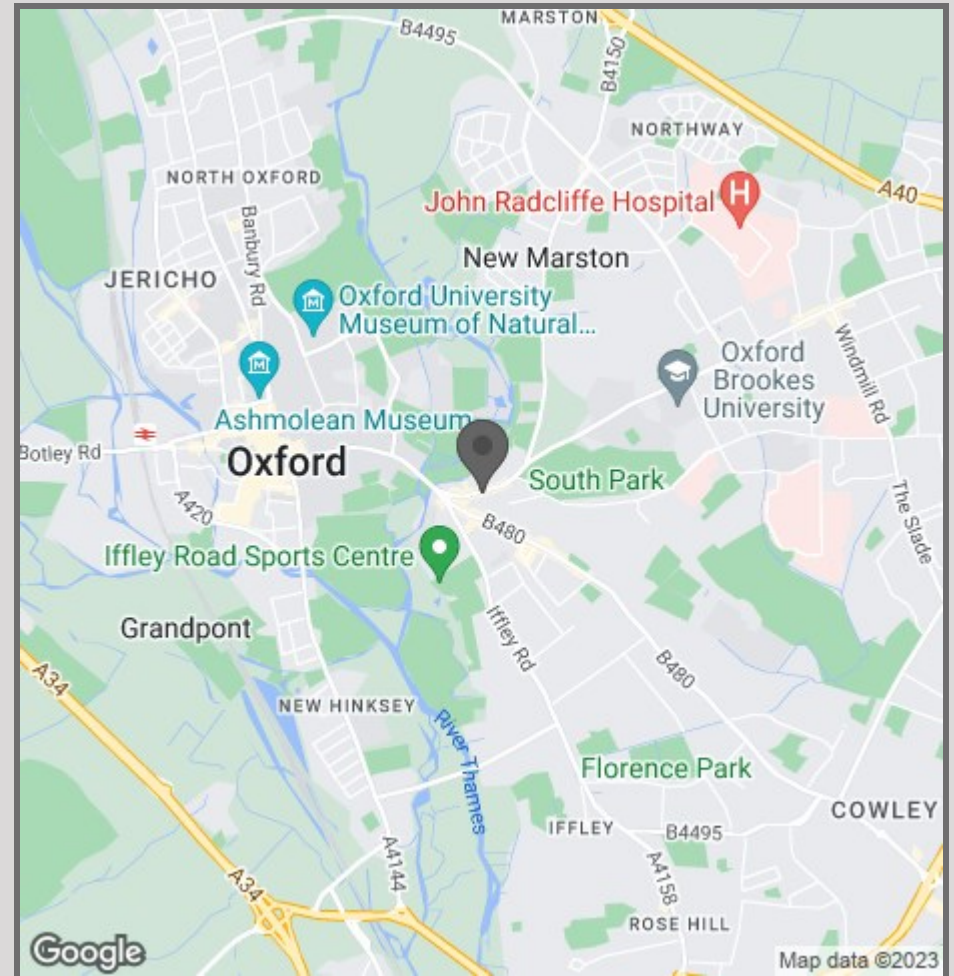 MARSTON
B4495
B4150
NORTHWAY
NORTH OXFORD
A40
John Radcliffe Hospital
H
Banbury Rd
New Marston
JERICHO
Oxford University
Museum of Natural...
M
Windmill Rd
Oxford
Brookes
University
M
Ashmolean Museum
Botley Rd
Oxford
South Park
A420
B480
The Slade
Iffley Road Sports Centre
Iffley Rd
Grandpont
B480
A34
NEW HINKSEY
River Thames
Florence Park
COWLEY
IFFLEY
B4495
A4144
A4158
A34
ROSE HILL
Google
Map data ©2023